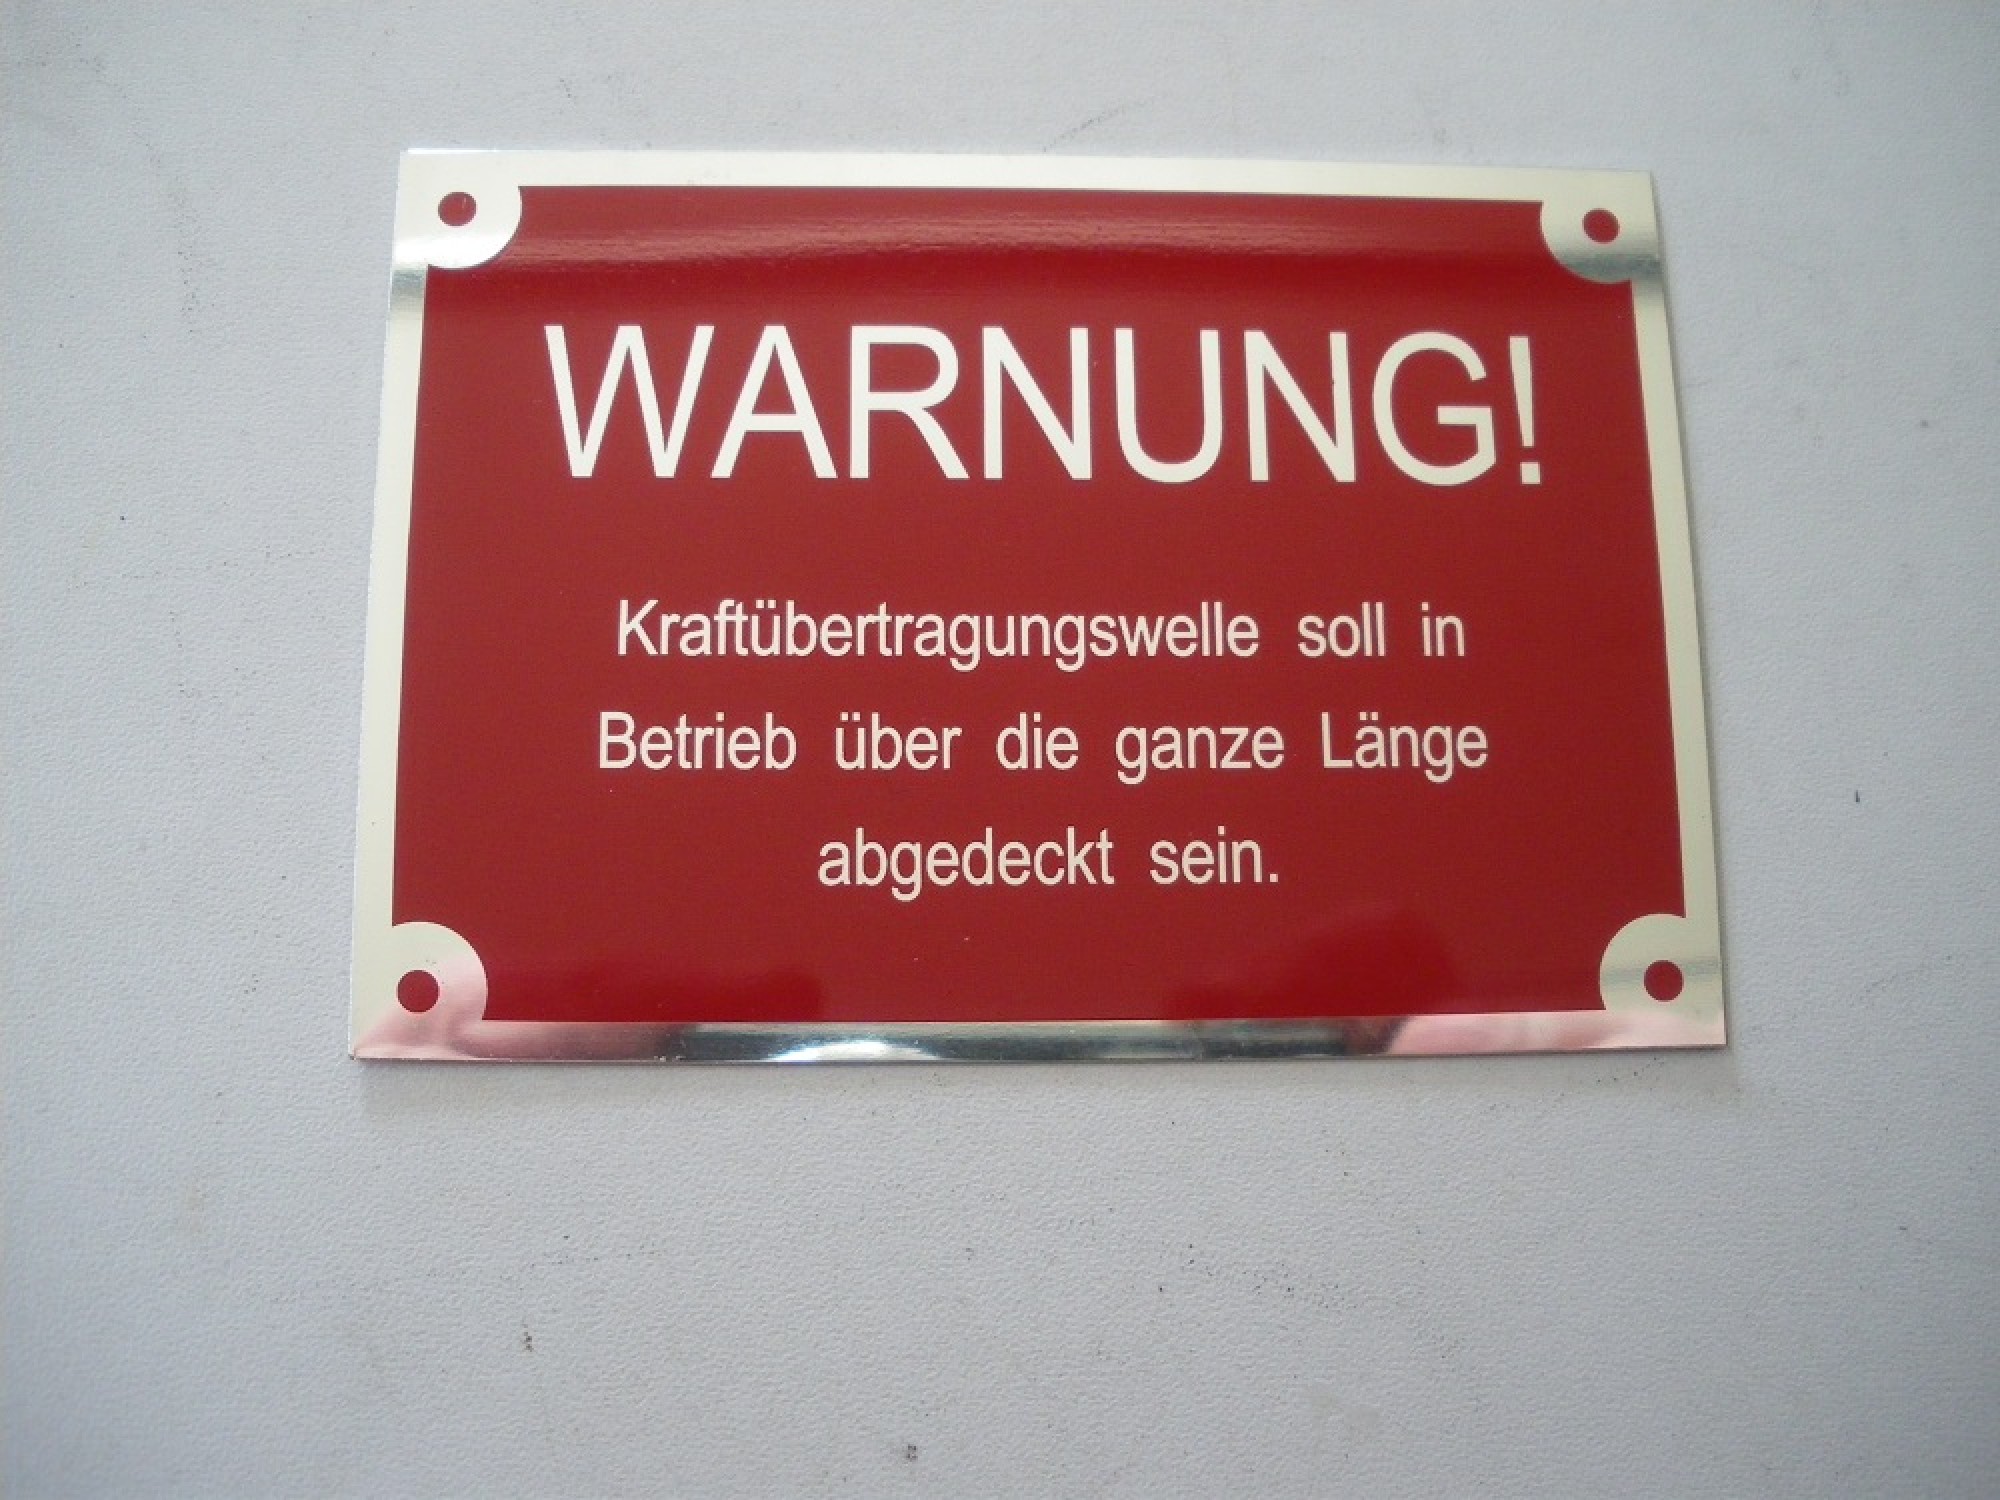 WARNUNG!
Kraftübertragungswelle soll in
Betrieb über die ganze Länge
abgedeckt sein.